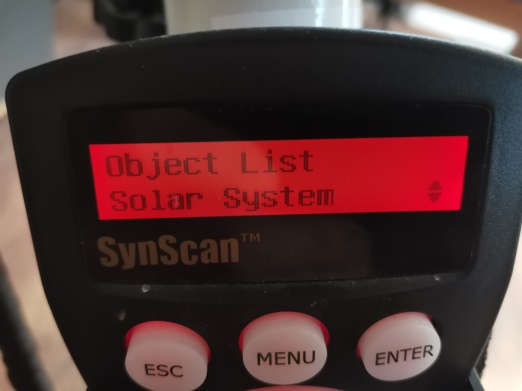 Object List
Solar System
SynScan™
ESC
MENU
ENTER